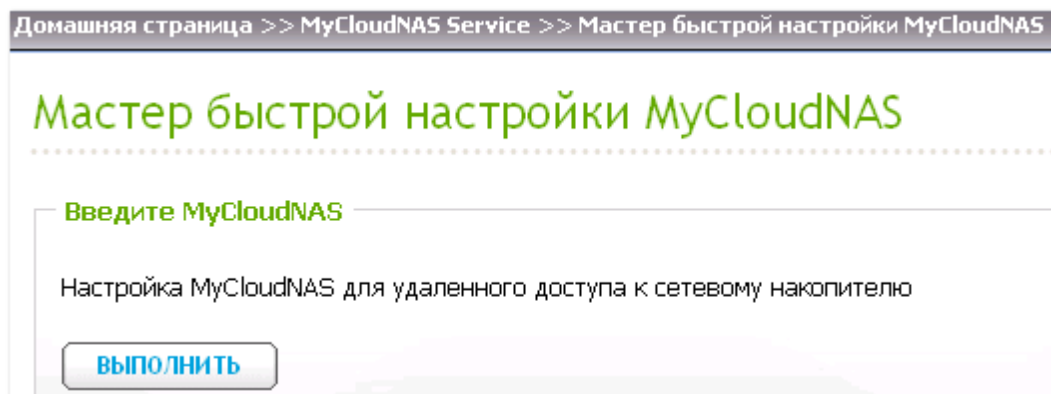 Домашняя страница >> MyCloudNAS Service >> Мастер быстрой настройки MyCloudNAS
Мастер быстрой настройки MyCloudNAS
Введите MyCloudNAS
Настройка MyCloudNAS для удаленного доступа к сетевому накопителю
ВЫПОЛНИТЬ